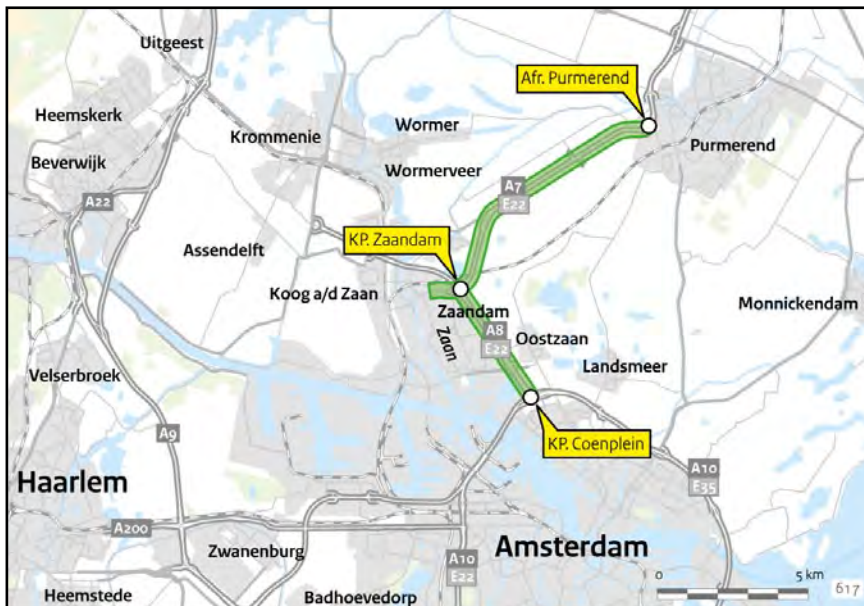 Uitgeest
Afr. Purmerend
Heemskerk
Wormer
Krommenie
Purmerend
Beverwijk
Wormerveer
A7
E22
A22
KP. Zaandam
Assendelft
Koog a/d Zaan
Monnickendam
Zaandam
A8
E22
Zaan
Oostzaan
Landsmeer
Velserbroek
A9
KP. Coenplein
A10
E35
Haarlem
A200
Amsterdam
Zwanenburg
A10
E22
0 5 km
617
Heemstede
Badhoevedorp